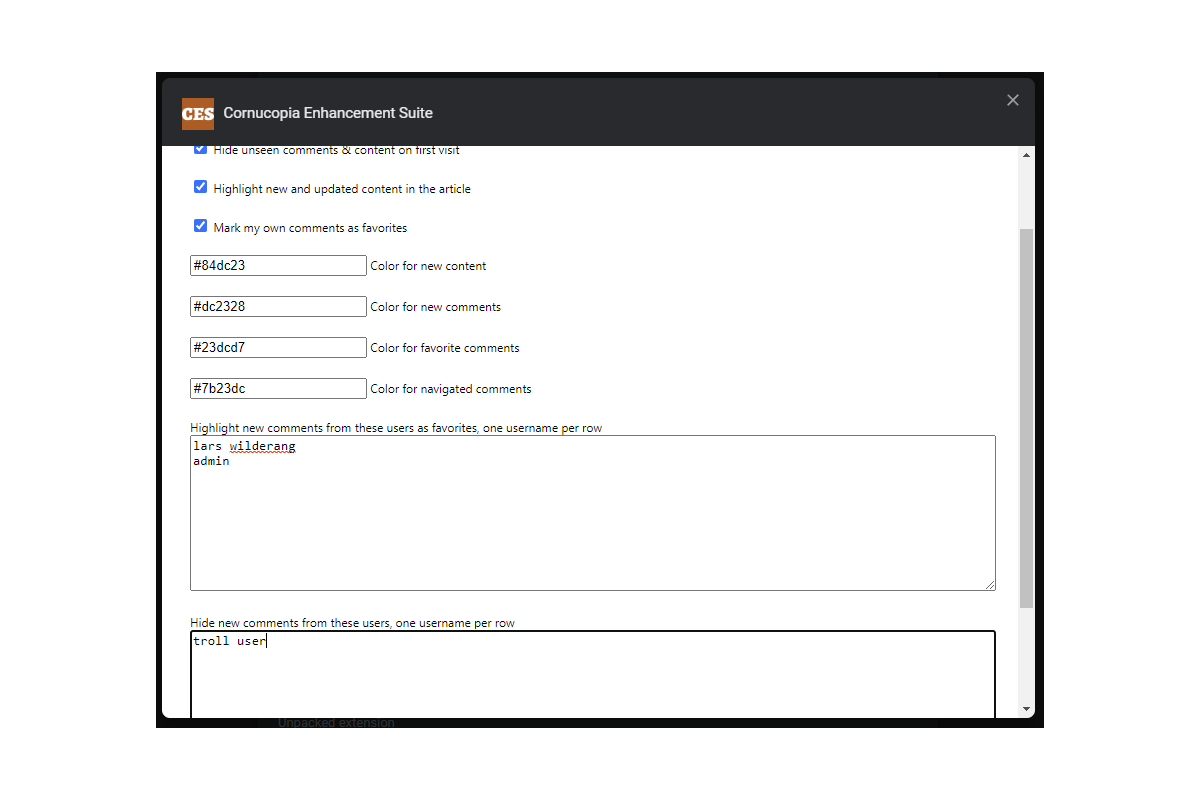 CES Cornucopia Enhancement Suite
Hide unseen comments & content on first visit
Highlight new and updated content in the article
Mark my own comments as favorites
#84dc23 Color for new content
#dc2328 Color for new comments
#23dcd7 Color for favorite comments
#7b23dc Color for navigated comments
Highlight new comments from these users as favorites, one username per row
lars wilderang
admin
Hide new comments from these users, one username per row
troll user
Unpacked extension